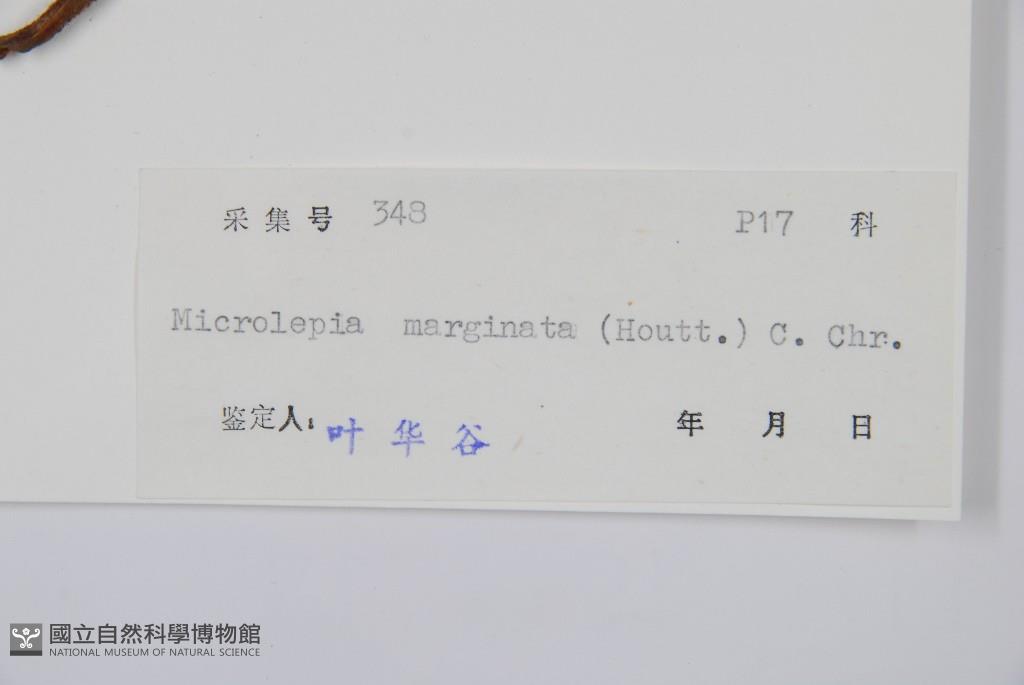 采集号 348 P17 科
Microlepia marginata (Houtt.) C. Chr.
鉴定人: 叶华谷 年 月 日
國立自然科學博物館
NATIONAL MUSEUM OF NATURAL SCIENCE